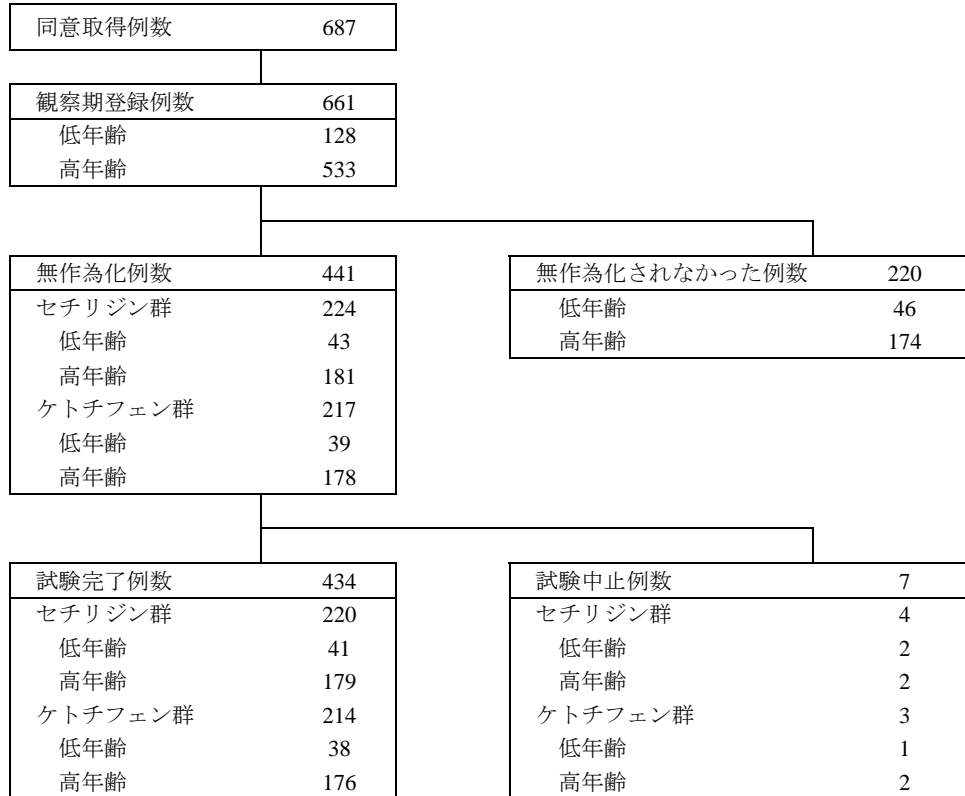 同意取得例数 687
観察期登録例数 661
低年齢 128
高年齢 533
無作為化例数 441
セチリジン群 224
低年齢 43
高年齢 181
ケトチフェン群 217
低年齢 39
高年齢 178
無作為化されなかった例数 220
低年齢 46
高年齢 174
試験完了例数 434
セチリジン群 220
低年齢 41
高年齢 179
ケトチフェン群 214
低年齢 38
高年齢 176
試験中止例数 7
セチリジン群 4
低年齢 2
高年齢 2
ケトチフェン群 3
低年齢 1
高年齢 2